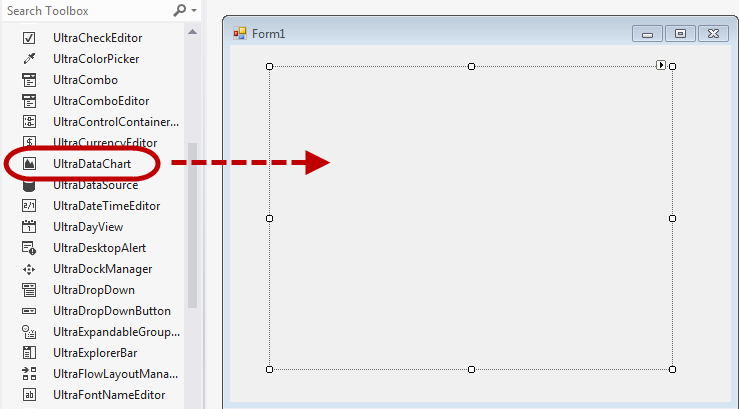 Search Toolbox
UltraCheckEditor
UltraColorPicker
UltraCombo
UltraComboEditor
UltraControlContainer...
UltraCurrencyEditor
UltraDataChart
UltraDataSource
UltraDateTimeEditor
UltraDayView
UltraDesktopAlert
UltraDockManager
UltraDropDown
UltraDropDownButton
UltraExpandableGroup...
UltraExplorerBar
UltraFlowLayoutMana...
UltraFontNameEditor
Form1